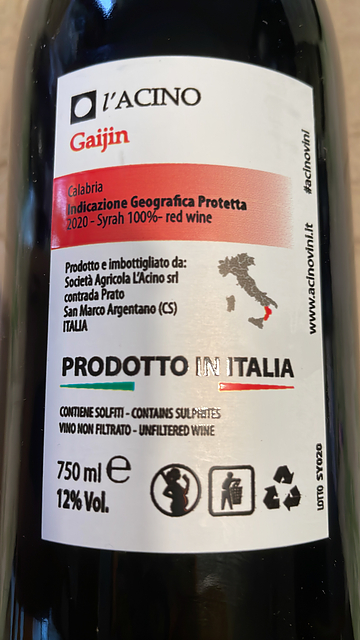 l'ACINO
Gaijin
Calabria
Indicazione Geografica Protetta
2020 - Syrah 100%- red wine
Prodotto e imbottigliato da:
Società Agricola L'Acino srl
contrada Prato
San Marco Argentano (CS)
ITALIA
PRODOTTO IN ITALIA
CONTIENE SOLFITI - CONTAINS SULPHITES
VINO NON FILTRATO - UNFILTERED WINE
750 ml e
12% Vol.
#acinovini
www.acinovini.it
LOTTO SY020